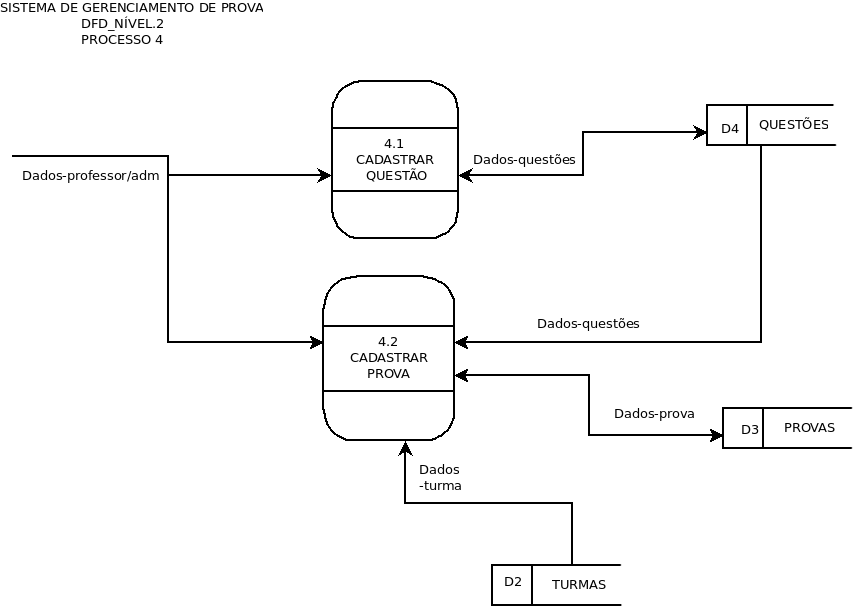 SISTEMA DE GERENCIAMENTO DE PROVA
DFD_NÍVEL.2
PROCESSO 4
4.1
CADASTRAR
QUESTÃO
Dados-questões
D4
QUESTÕES
Dados-professor/adm
Dados-questões
4.2
CADASTRAR
PROVA
Dados-prova
D3
PROVAS
Dados
-turma
D2
TURMAS